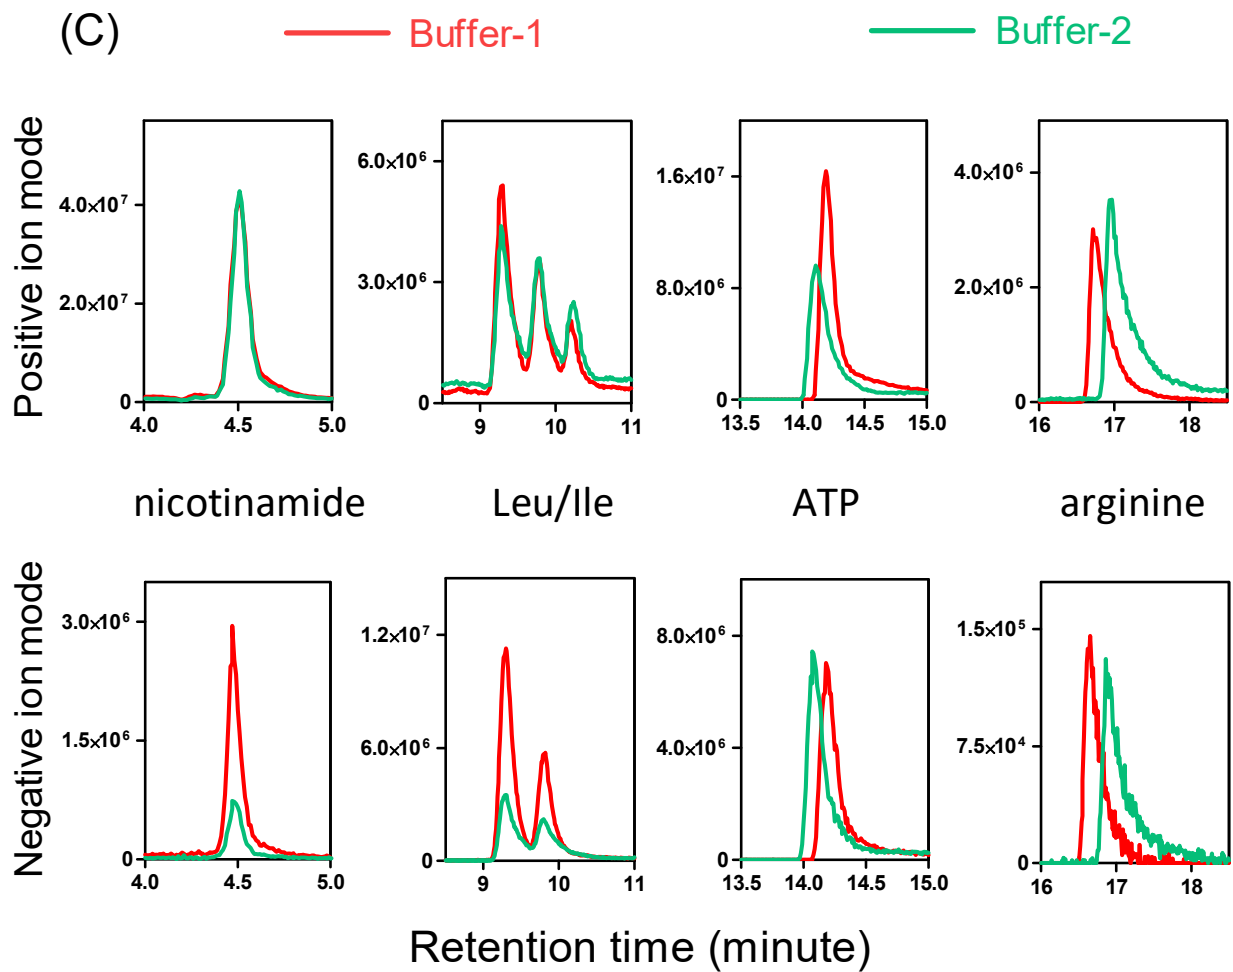 (C)
Buffer-1
Buffer-2
Positive ion mode
4.0×10⁷
2.0×10⁷
0
4.0 4.5 5.0
6.0×10⁶
3.0×10⁶
0
9 10 11
1.6×10⁷
8.0×10⁶
0
13.5 14.0 14.5 15.0
4.0×10⁶
2.0×10⁶
0
16 17 18
nicotinamide
Leu/Ile
ATP
arginine
Negative ion mode
3.0×10⁶
1.5×10⁶
0
4.0 4.5 5.0
1.2×10⁷
6.0×10⁶
0
9 10 11
8.0×10⁶
4.0×10⁶
0
13.5 14.0 14.5 15.0
1.5×10⁵
7.5×10⁴
0
16 17 18
Retention time (minute)